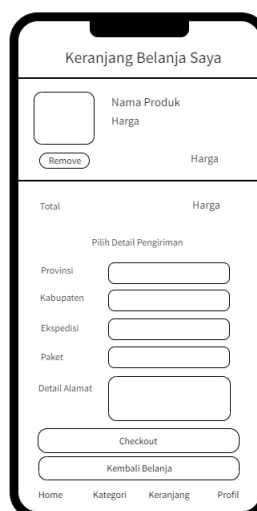 Keranjang Belanja Saya
Nama Produk
Harga
Remove
Harga
Total
Harga
Pilih Detail Pengiriman
Provinsi
Kabupaten
Ekspedisi
Paket
Detail Alamat
Checkout
Kembali Belanja
Home Kategori Keranjang Profil